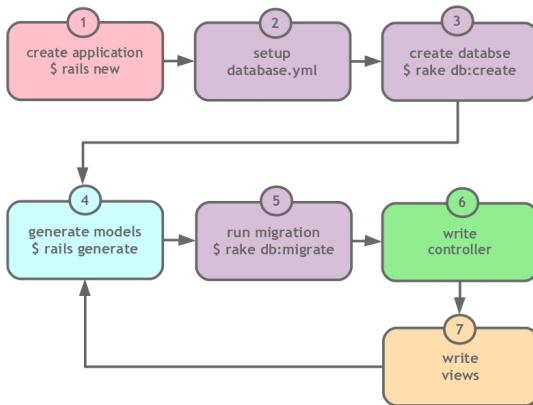 1
create application
$ rails new
2
setup
database.yml
3
create databse
$ rake db:create
4
generate models
$ rails generate
5
run migration
$ rake db:migrate
6
write
controller
7
write
views